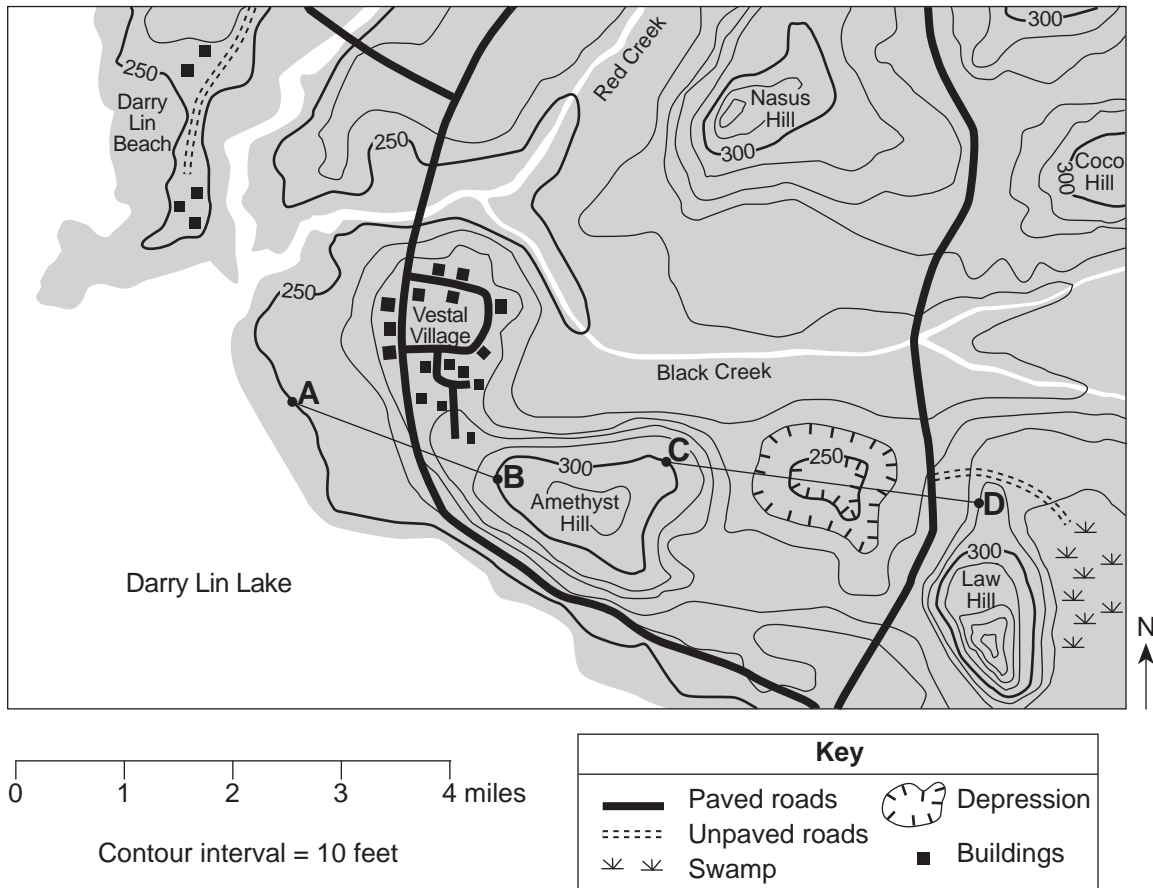 300
Red Creek
250
Darry
Lin
Beach
Nasus
Hill
250
300
300
Coco
Hill
250
Vestal
Village
Black Creek
A
C
300
250
B
Amethyst
Hill
D
300
Law
Hill
Darry Lin Lake
N
0 1 2 3 4 miles
Contour interval = 10 feet
Key
Paved roads
Depression
Unpaved roads
Buildings
Swamp